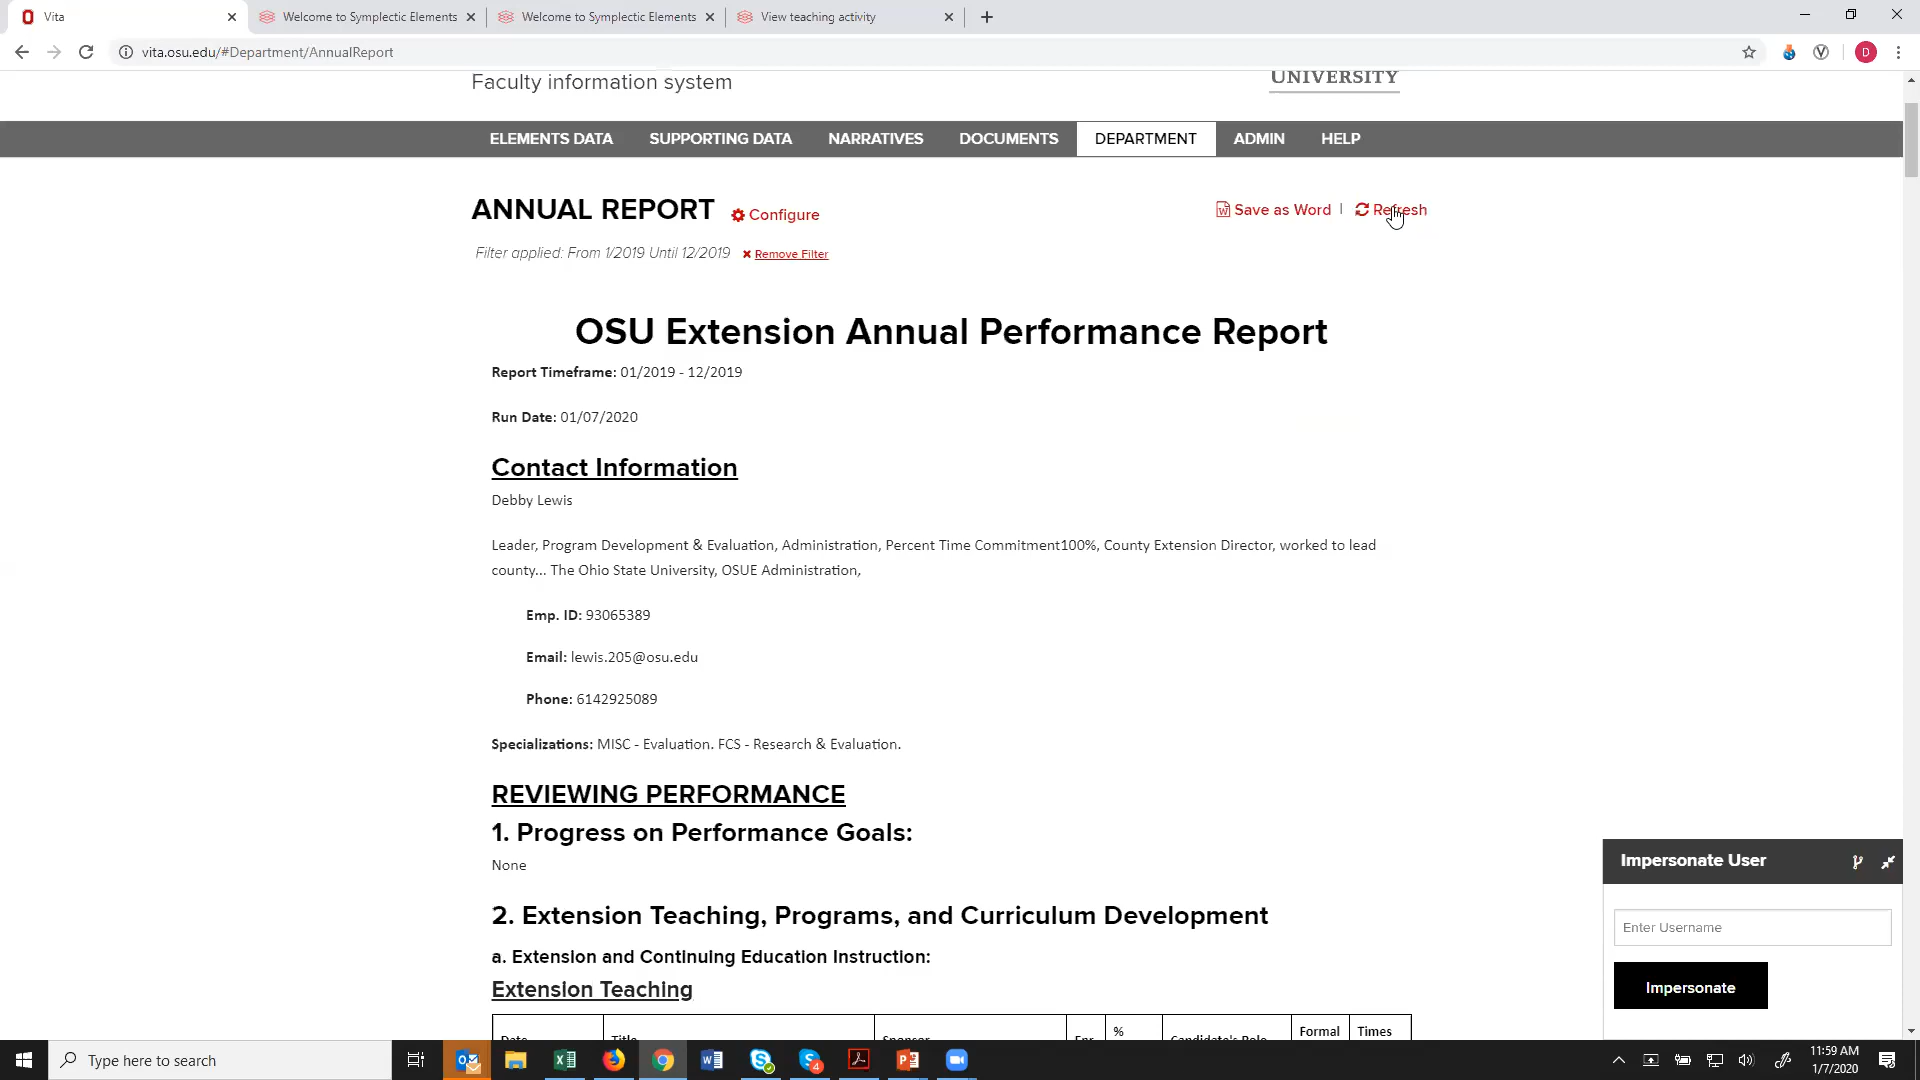 Vita
Welcome to Symplectic Elements
Welcome to Symplectic Elements
View teaching activity
vita.osu.edu/#Department/AnnualReport
D
Faculty information system
UNIVERSITY
ELEMENTS DATA
SUPPORTING DATA
NARRATIVES
DOCUMENTS
DEPARTMENT
ADMIN
HELP
ANNUAL REPORT
Configure
Save as Word |
Refresh
Filter applied: From 1/2019 Until 12/2019
Remove Filter
OSU Extension Annual Performance Report
Report Timeframe: 01/2019 - 12/2019
Run Date: 01/07/2020
Contact Information
Debby Lewis
Leader, Program Development & Evaluation, Administration, Percent Time Commitment100%, County Extension Director, worked to lead
county... The Ohio State University, OSUE Administration,
Emp. ID: 93065389
Email: lewis.205@osu.edu
Phone: 6142925089
Specializations: MISC - Evaluation. FCS - Research & Evaluation.
REVIEWING PERFORMANCE
1. Progress on Performance Goals:
None
2. Extension Teaching, Programs, and Curriculum Development
a. Extension and Continuing Education Instruction:
Extension Teaching
Date
Title
Sponsor
Enr
%
Candidate's Role
Formal
Times
Impersonate User
Enter Username
Impersonate
Type here to search
4
11:59 AM
1/7/2020